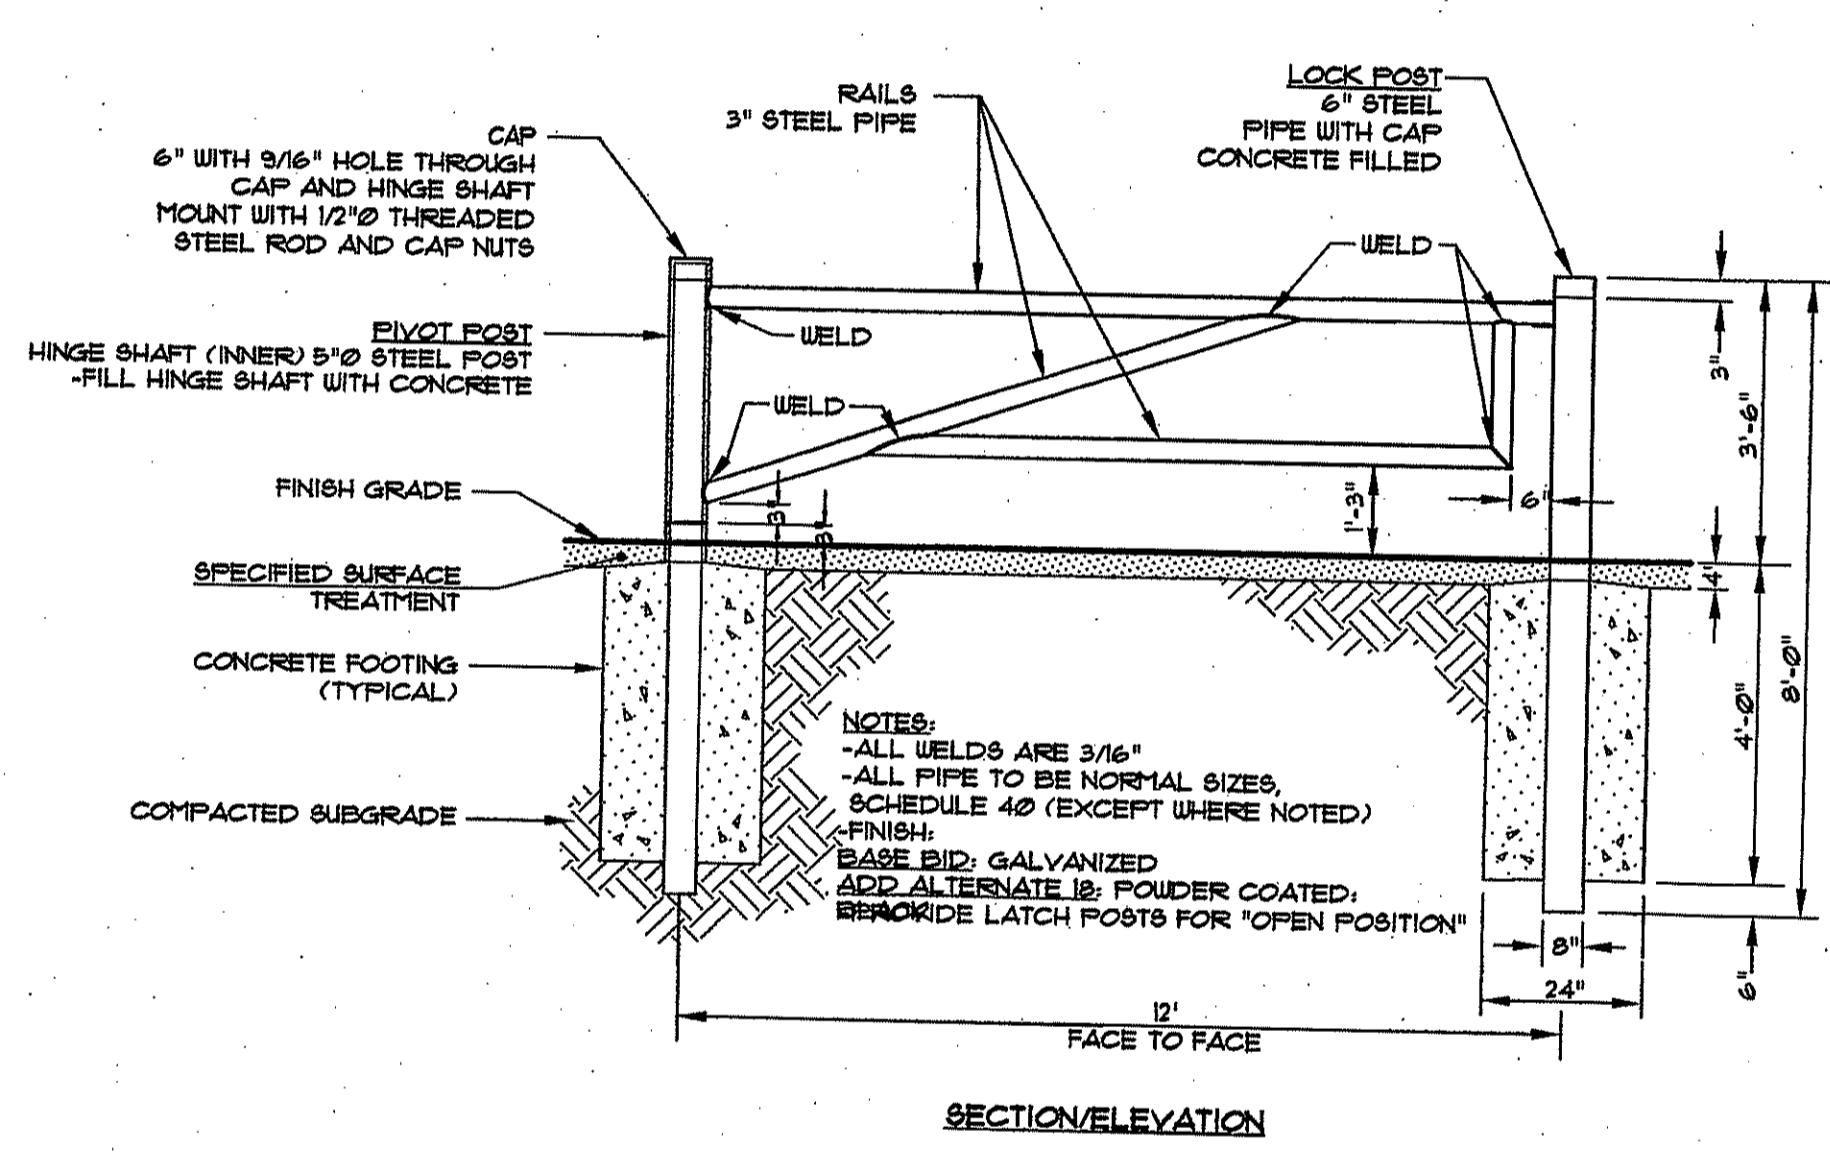 RAILS
3" STEEL PIPE
LOCK POST
6" STEEL
PIPE WITH CAP
CONCRETE FILLED
CAP
6" WITH 9/16" HOLE THROUGH
CAP AND HINGE SHAFT
MOUNT WITH 1/2"Ø THREADED
STEEL ROD AND CAP NUTS
WELD
WELD
PIVOT POST
HINGE SHAFT (INNER) 5"Ø STEEL POST
-FILL HINGE SHAFT WITH CONCRETE
WELD
3"
3'-6"
FINISH GRADE
3"
3"
1'-3"
6"
SPECIFIED SURFACE
TREATMENT
4"
CONCRETE FOOTING
(TYPICAL)
4'-0"
8'-0"
COMPACTED SUBGRADE
NOTES:
-ALL WELDS ARE 3/16"
-ALL PIPE TO BE NORMAL SIZES,
SCHEDULE 40 (EXCEPT WHERE NOTED)
-FINISH:
BASE BID: GALVANIZED
ADD ALTERNATE 18: POWDER COATED:
LATCH POSTS FOR "OPEN POSITION"
8"
24"
6"
12'
FACE TO FACE
SECTION/ELEVATION